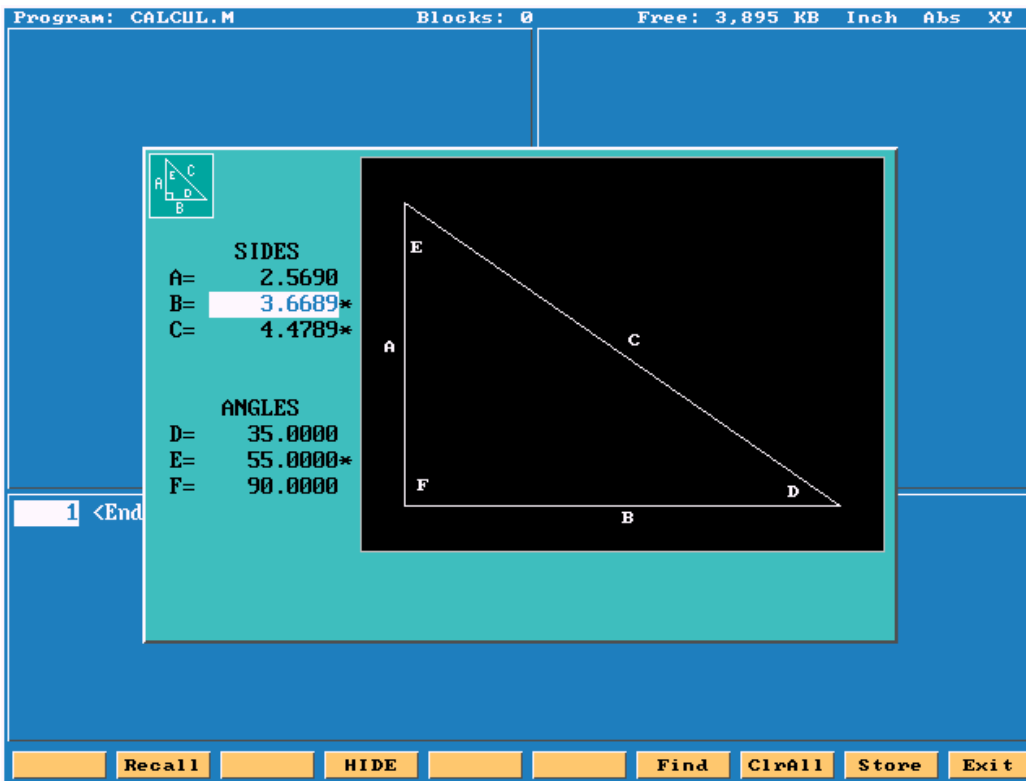 Program: CALCUL.M Blocks: 0 Free: 3,895 KB Inch Abs XY
A E C D B
SIDES
A= 2.5690
B= 3.6689*
C= 4.4789*
ANGLES
D= 35.0000
E= 55.0000*
F= 90.0000
E
A
C
F
D
B
1 <End
Recall HIDE Find ClrAll Store Exit